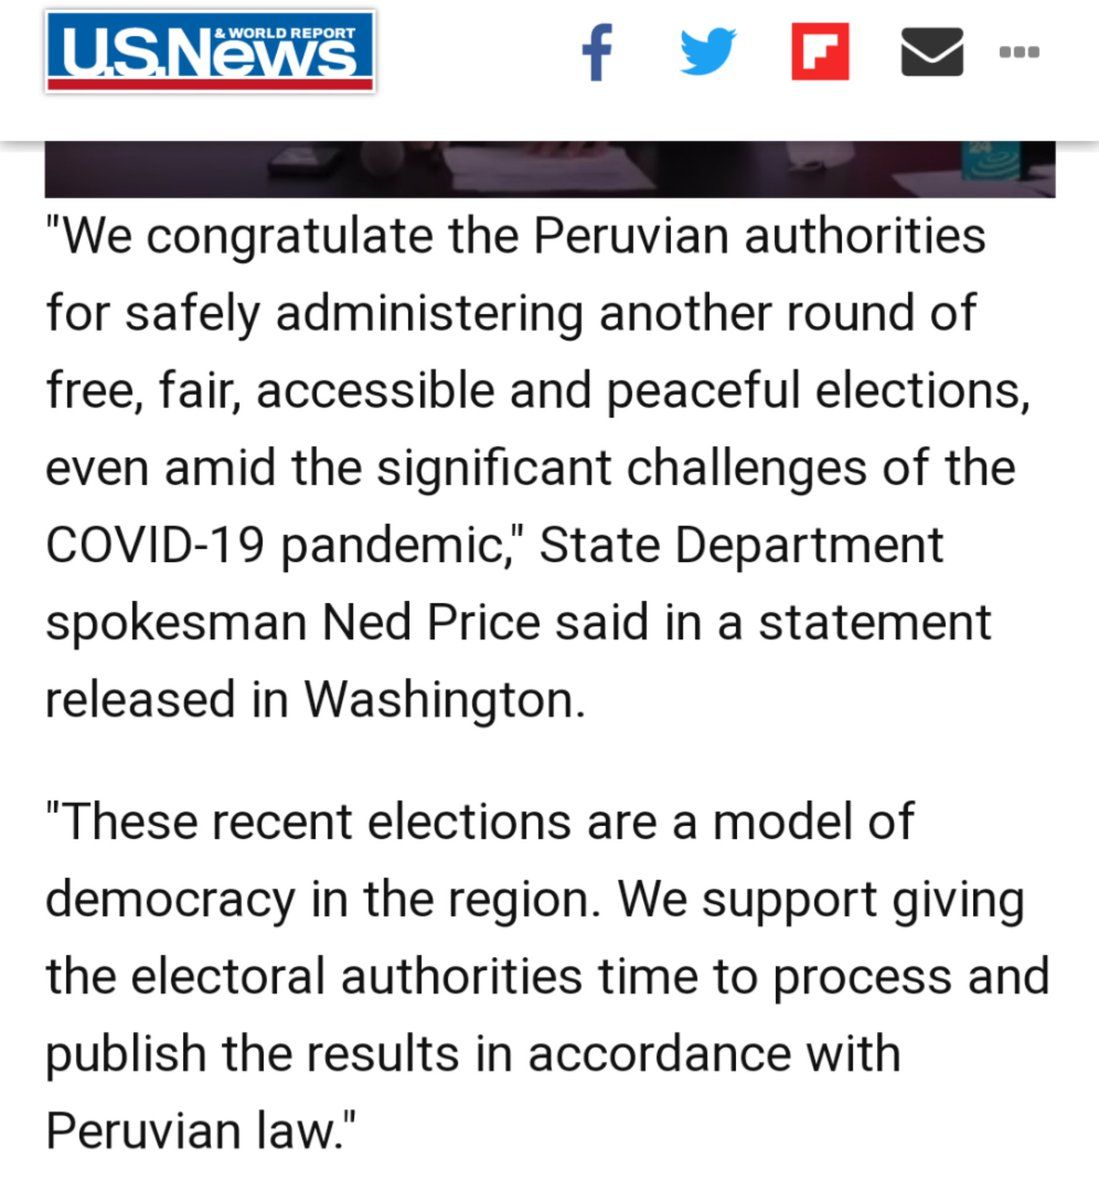 & WORLD REPORT
U.S.News
24
"We congratulate the Peruvian authorities
for safely administering another round of
free, fair, accessible and peaceful elections,
even amid the significant challenges of the
COVID-19 pandemic," State Department
spokesman Ned Price said in a statement
released in Washington.
"These recent elections are a model of
democracy in the region. We support giving
the electoral authorities time to process and
publish the results in accordance with
Peruvian law."